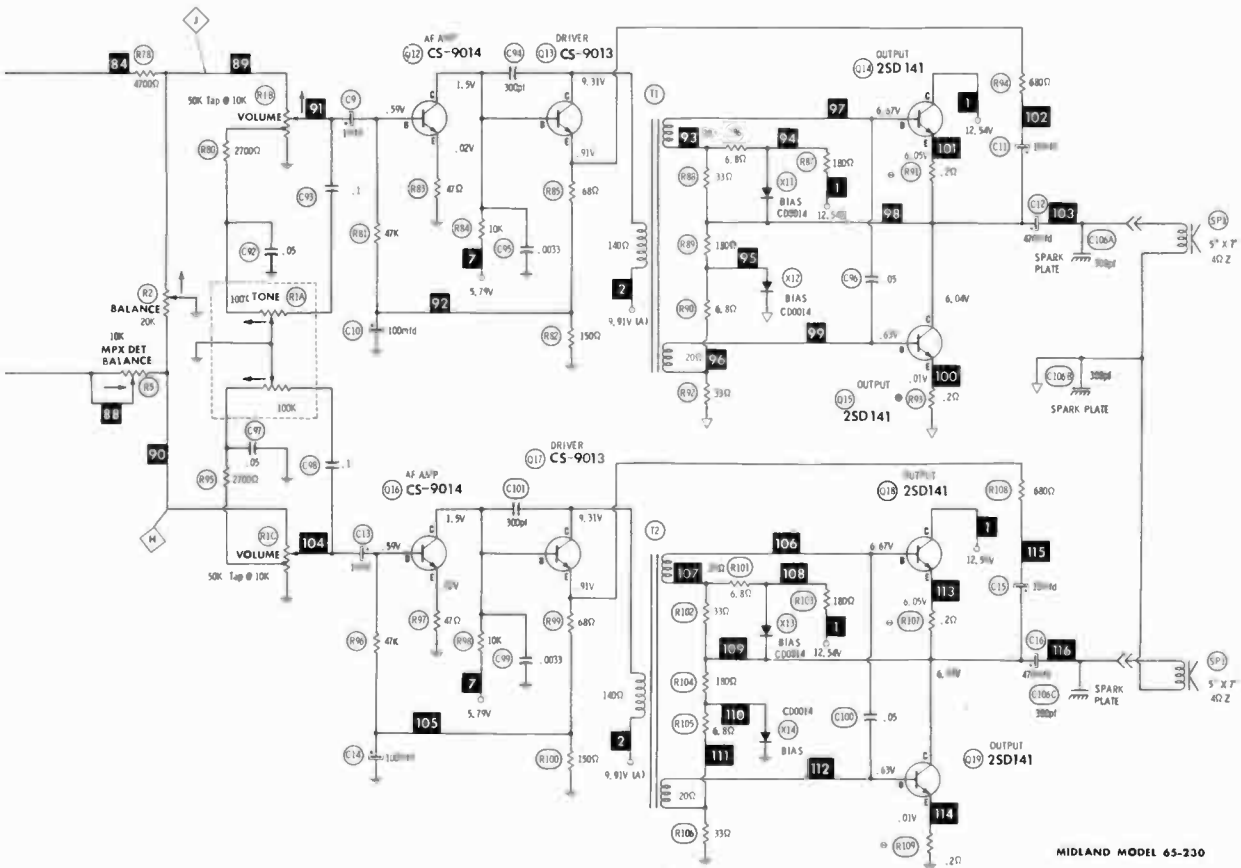 J
84
R78
4700Ω
89
50K Tap @ 10K
R1B
VOLUME
91
C9
R80
2700Ω
C93
.1
C92
.05
R81
47K
R2
BALANCE
20K
10K
MPX DET
BALANCE
R5
88
TONE
R1A
100K
C10
100mfd
AF AMP
Q12 CS-9014
.59V
B
E
1.5V
.02V
R83
47Ω
C94
300pf
DRIVER
Q13 CS-9013
C
9.31V
E
.91V
R85
68Ω
R84
10K
7
5.79V
C95
.0033
92
R82
150Ω
T1
140Ω
2
9.91V (A)
93
6.8Ω
94
R87
180Ω
R88
33Ω
X11
BIAS
CD0014
1
R89
180Ω
95
X12
BIAS
CD0014
R90
6.8Ω
20Ω
96
R92
33Ω
97
98
99
C96
.05
OUTPUT
Q14 2SD141
C
6.67V
B
E
1
12.54V
101
6.05V
R91
.2Ω
6.04V
.63V
B
C
E
.01V
100
OUTPUT
Q15
2SD141
R93
.2Ω
R94
680Ω
102
C11
C12
103
C106A
SPARK
PLATE
SP1
5" X 7"
4Ω Z
C106B
300pf
SPARK PLATE
90
C97
.05
R95
2700Ω
C98
.1
H
R1C
VOLUME
50K Tap @ 10K
104
C13
AF AMP
Q16 CS-9014
1.5V
.59V
B
C
E
R97
47Ω
R96
47K
C14
C101
300pf
DRIVER
Q17 CS-9013
9.31V
C
E
.91V
R99
68Ω
R98
10K
7
5.79V
C99
.0033
105
R100
150Ω
T2
140Ω
2
9.91V (A)
106
107
R101
6.8Ω
108
R103
180Ω
R102
33Ω
X13
BIAS
CD0014
1
12.54V
109
R104
180Ω
110
CD0014
X14
BIAS
R105
6.8Ω
111
20Ω
112
R106
33Ω
C100
.05
OUTPUT
Q18 2SD141
6.67V
B
C
E
1
113
6.05V
R107
.2Ω
R108
680Ω
115
C15
C16
116
C106C
300pf
SPARK
PLATE
5" X 7"
4Ω Z
.63V
B
C
E
OUTPUT
Q19 2SD141
.01V
114
R109
.2Ω
MIDLAND MODEL 65-230